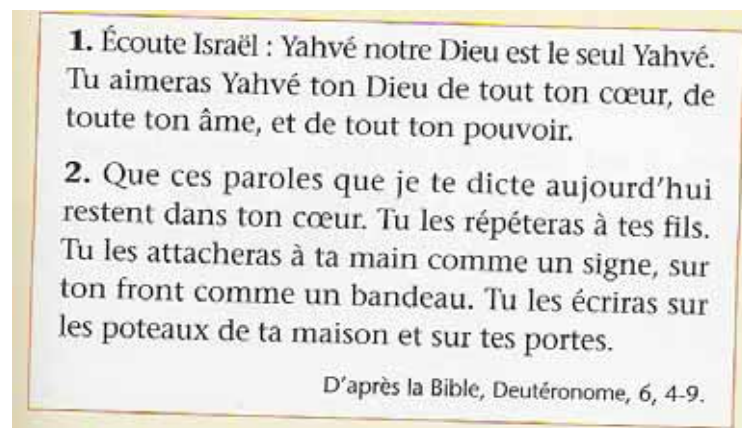 1. Écoute Israël : Yahvé notre Dieu est le seul Yahvé.
Tu aimeras Yahvé ton Dieu de tout ton cœur, de
toute ton âme, et de tout ton pouvoir.
2. Que ces paroles que je te dicte aujourd'hui
restent dans ton cœur. Tu les répéteras à tes fils.
Tu les attacheras à ta main comme un signe, sur
ton front comme un bandeau. Tu les écriras sur
les poteaux de ta maison et sur tes portes.
D'après la Bible, Deutéronome, 6, 4-9.